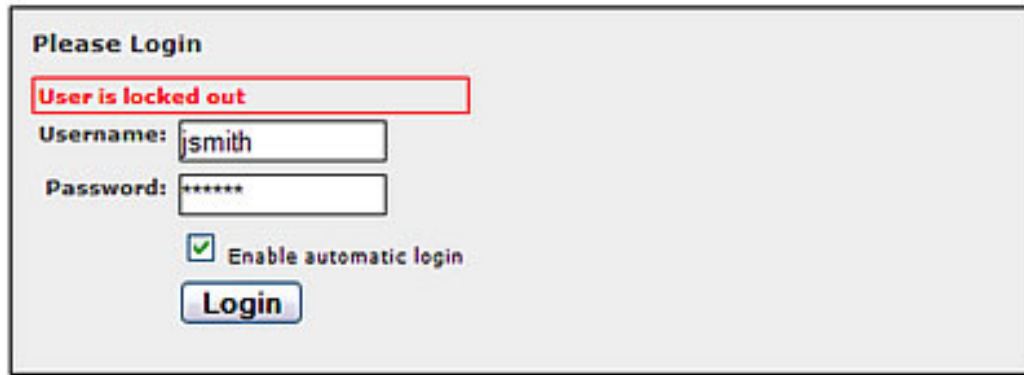 Please Login
User is locked out
Username: jsmith
Password: ******
Enable automatic login
Login